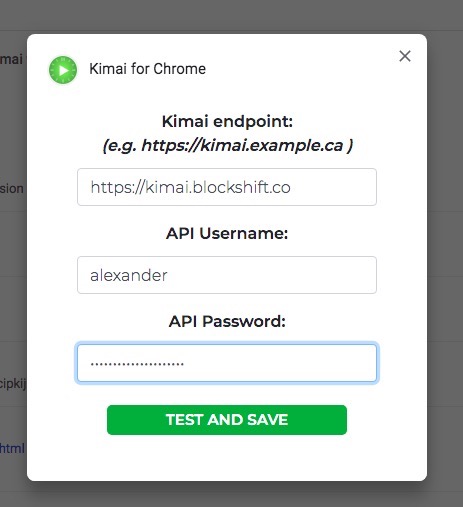 mai
Kimai for Chrome
Kimai endpoint:
(e.g. https://kimai.example.ca )
https://kimai.blockshift.co
sion
API Username:
alexander
API Password:
•••••••••••••••••••••
cipkij
TEST AND SAVE
html